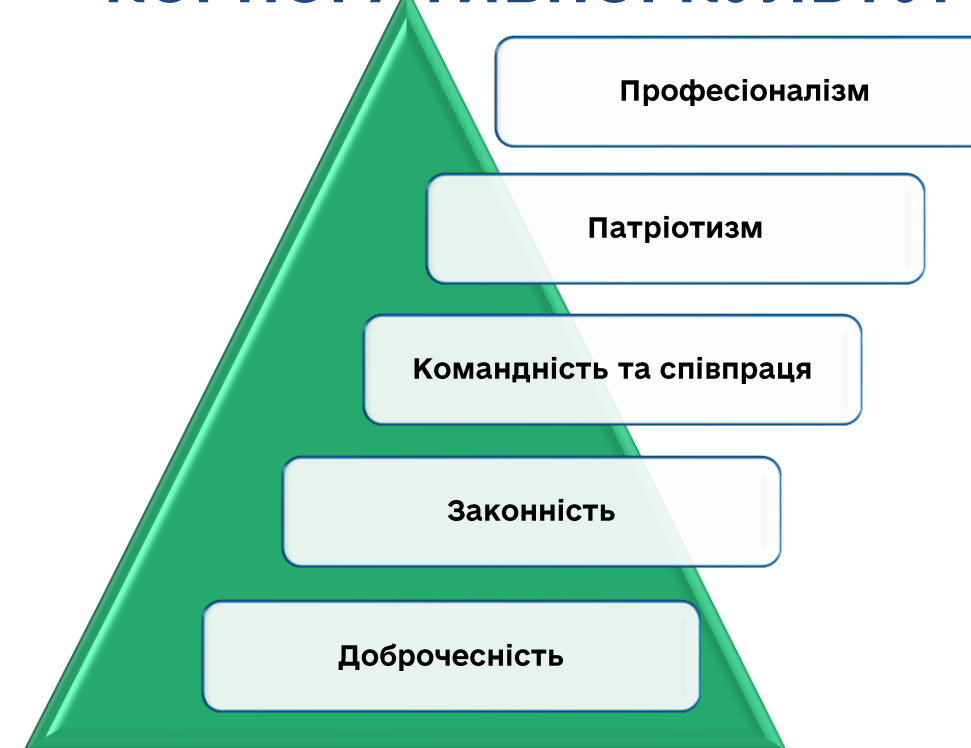 Професіоналізм
Патріотизм
Командність та співпраця
Законність
Доброчесність